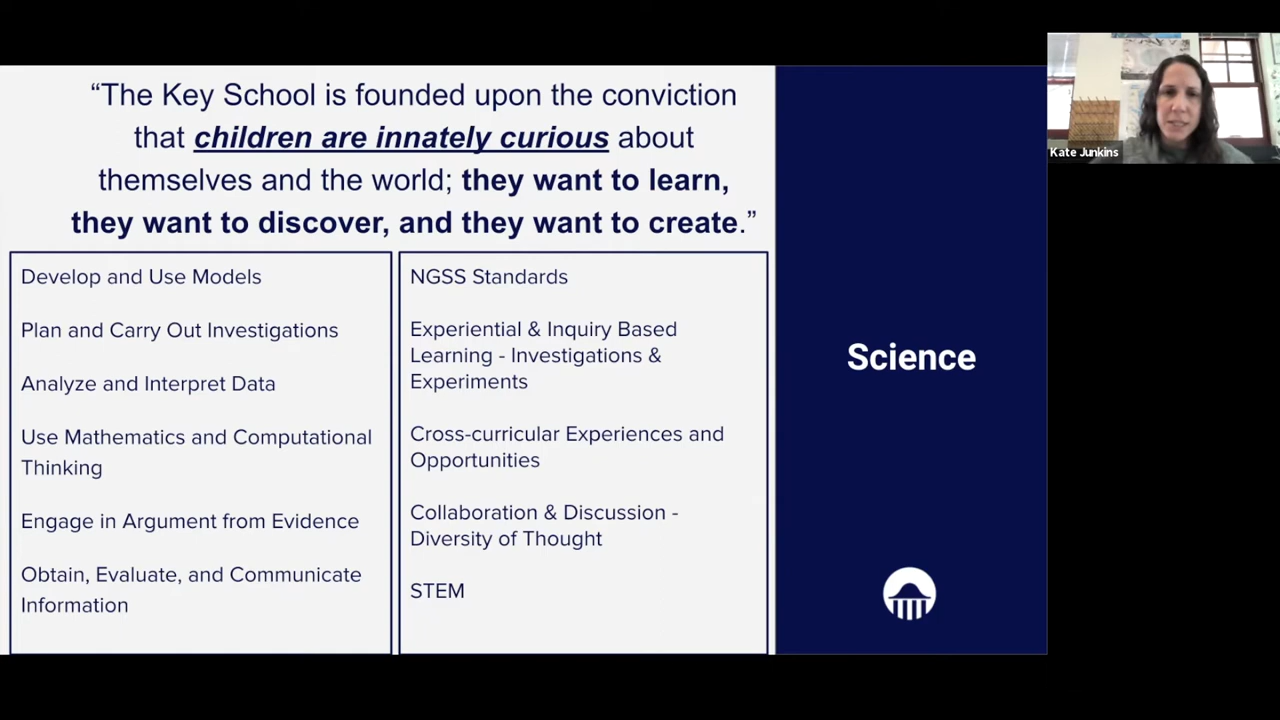 “The Key School is founded upon the conviction
that children are innately curious about
themselves and the world; they want to learn,
they want to discover, and they want to create.”
Develop and Use Models
Plan and Carry Out Investigations
Analyze and Interpret Data
Use Mathematics and Computational
Thinking
Engage in Argument from Evidence
Obtain, Evaluate, and Communicate
Information
NGSS Standards
Experiential & Inquiry Based
Learning - Investigations &
Experiments
Cross-curricular Experiences and
Opportunities
Collaboration & Discussion -
Diversity of Thought
STEM
Science
Kate Junkins